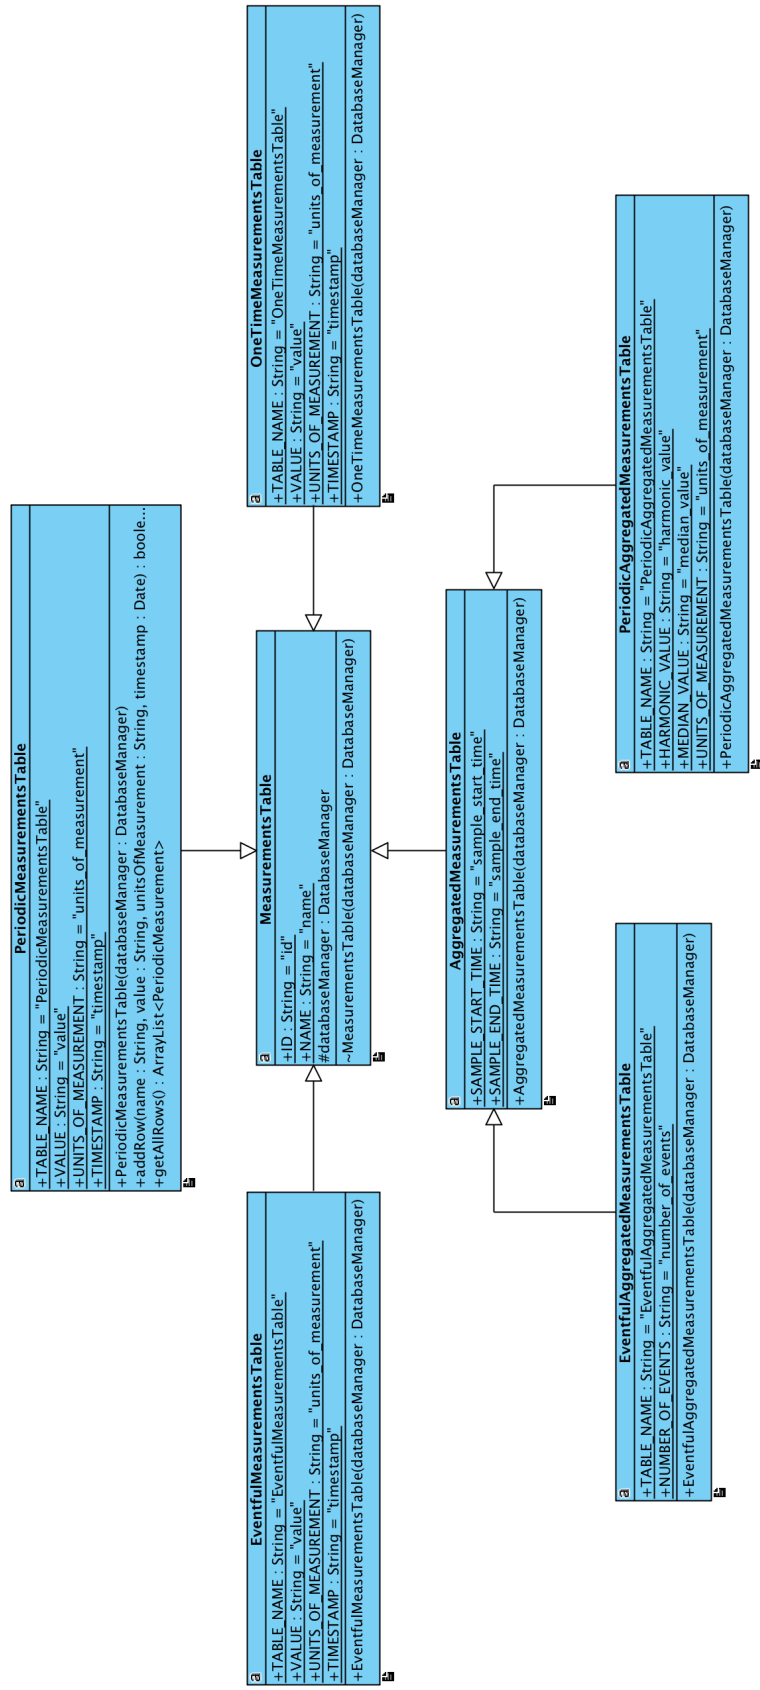 PeriodicMeasurementsTable
+TABLE_NAME : String = "PeriodicMeasurementsTable"
+VALUE : String = "value"
+UNITS_OF_MEASUREMENT : String = "units_of_measurement"
+TIMESTAMP : String = "timestamp"
+PeriodicMeasurementsTable(databaseManager : DatabaseManager)
+addRow(name : String, value : String, unitsOfMeasurement : String, timestamp : Date) : boole...
+getAllRows() : ArrayList<PeriodicMeasurement>
EventfulMeasurementsTable
+TABLE_NAME : String = "EventfulMeasurementsTable"
+VALUE : String = "value"
+UNITS_OF_MEASUREMENT : String = "units_of_measurement"
+TIMESTAMP : String = "timestamp"
+EventfulMeasurementsTable(databaseManager : DatabaseManager)
MeasurementsTable
+ID : String = "id"
+NAME : String = "name"
#databaseManager : DatabaseManager
~MeasurementsTable(databaseManager : DatabaseManager)
OneTimeMeasurementsTable
+TABLE_NAME : String = "OneTimeMeasurementsTable"
+VALUE : String = "value"
+UNITS_OF_MEASUREMENT : String = "units_of_measurement"
+TIMESTAMP : String = "timestamp"
+OneTimeMeasurementsTable(databaseManager : DatabaseManager)
AggregatedMeasurementsTable
+SAMPLE_START_TIME : String = "sample_start_time"
+SAMPLE_END_TIME : String = "sample_end_time"
+AggregatedMeasurementsTable(databaseManager : DatabaseManager)
EventfulAggregatedMeasurementsTable
+TABLE_NAME : String = "EventfulAggregatedMeasurementsTable"
+NUMBER_OF_EVENTS : String = "number_of_events"
+EventfulAggregatedMeasurementsTable(databaseManager : DatabaseManager)
PeriodicAggregatedMeasurementsTable
+TABLE_NAME : String = "PeriodicAggregatedMeasurementsTable"
+HARMONIC_VALUE : String = "harmonic_value"
+MEDIAN_VALUE : String = "median_value"
+UNITS_OF_MEASUREMENT : String = "units_of_measurement"
+PeriodicAggregatedMeasurementsTable(databaseManager : DatabaseManager)